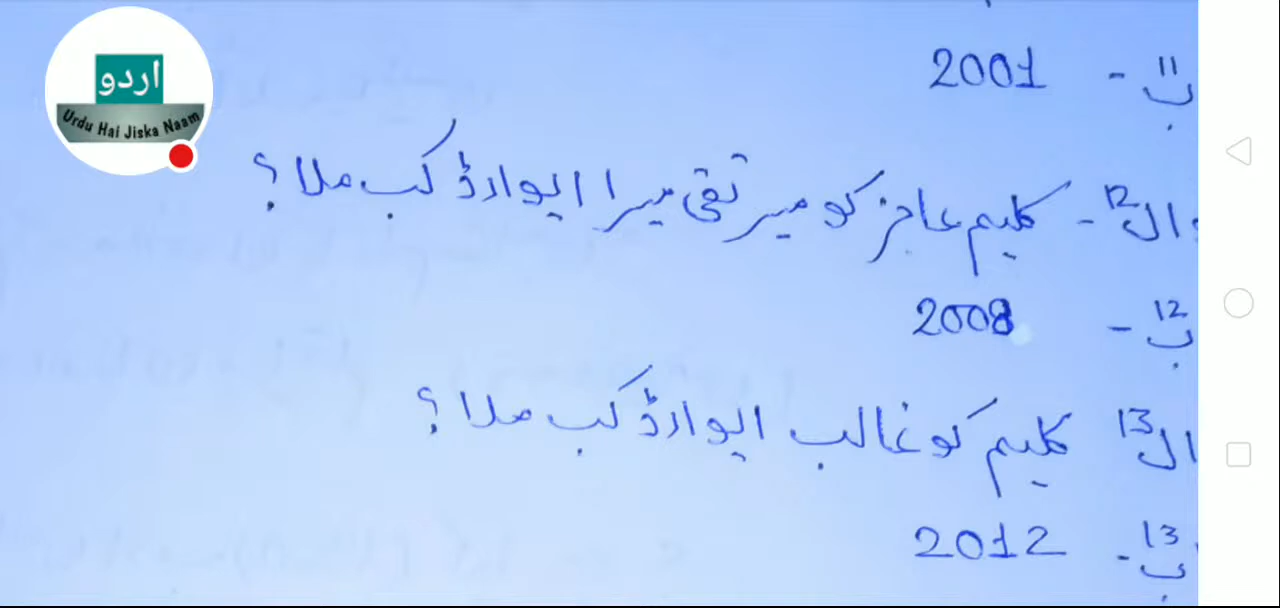 اردو
Urdu Hai Jiska Naam
ب11 - 2001
ال12 - کلیم عاجز کو میر تقی میر ایوارڈ کب ملا؟
ب12 - 2008
ال13 کلیم کو غالب ایوارڈ کب ملا؟
ب13 - 2012